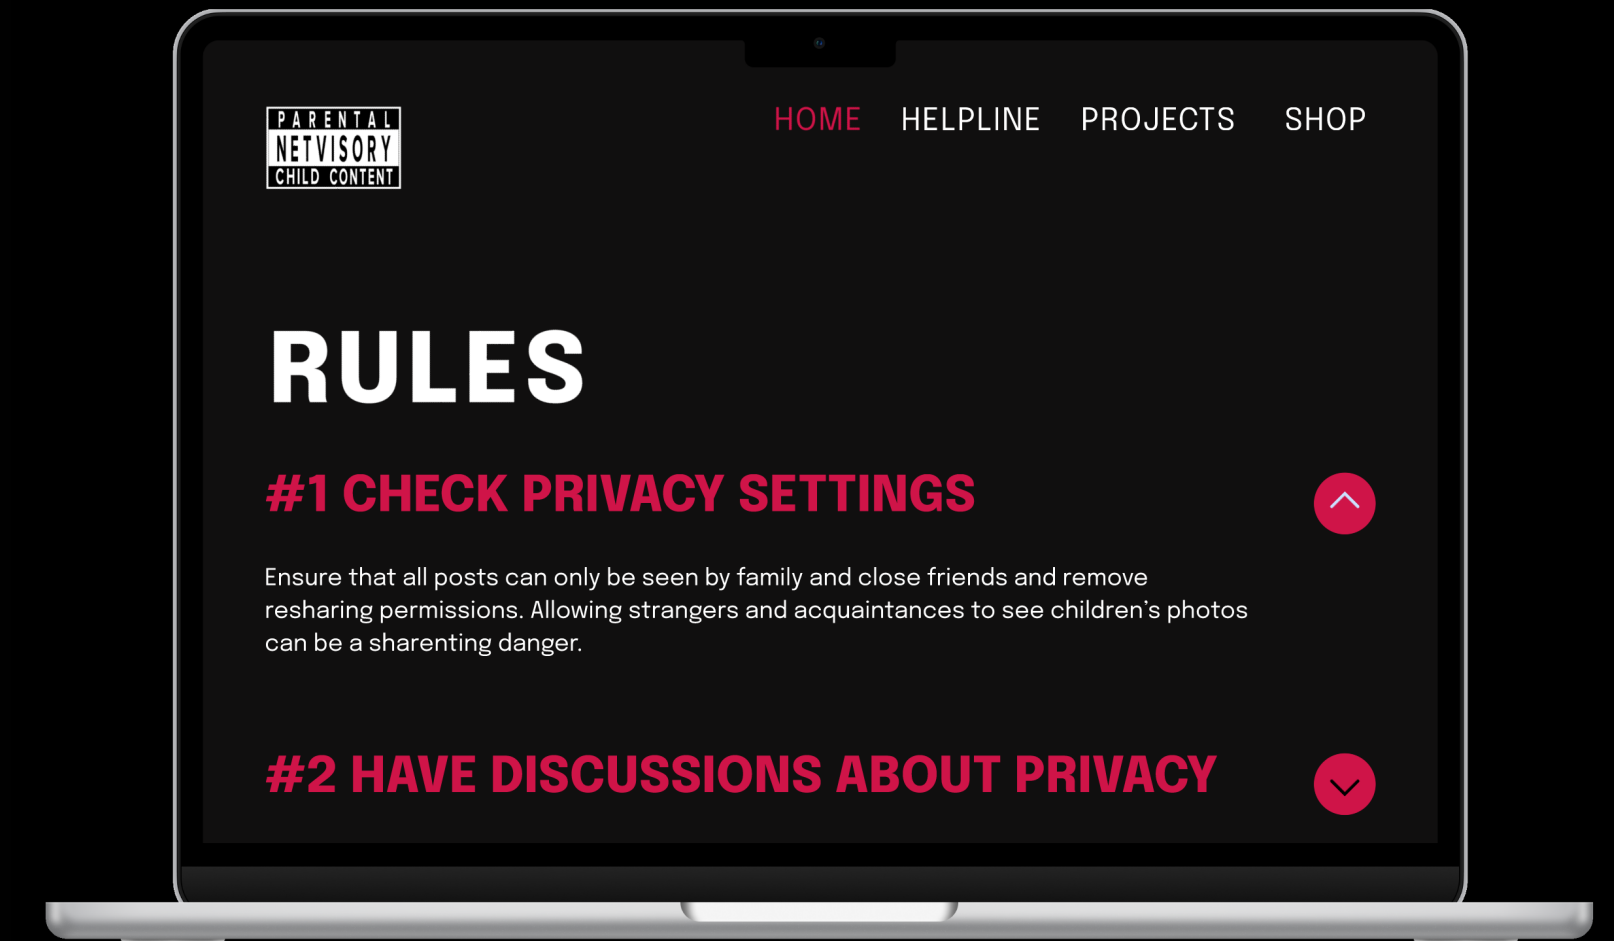 PARENTAL
NETVISORY
CHILD CONTENT
HOME HELPLINE PROJECTS SHOP
RULES
#1 CHECK PRIVACY SETTINGS
Ensure that all posts can only be seen by family and close friends and remove
resharing permissions. Allowing strangers and acquaintances to see children’s photos
can be a sharenting danger.
#2 HAVE DISCUSSIONS ABOUT PRIVACY